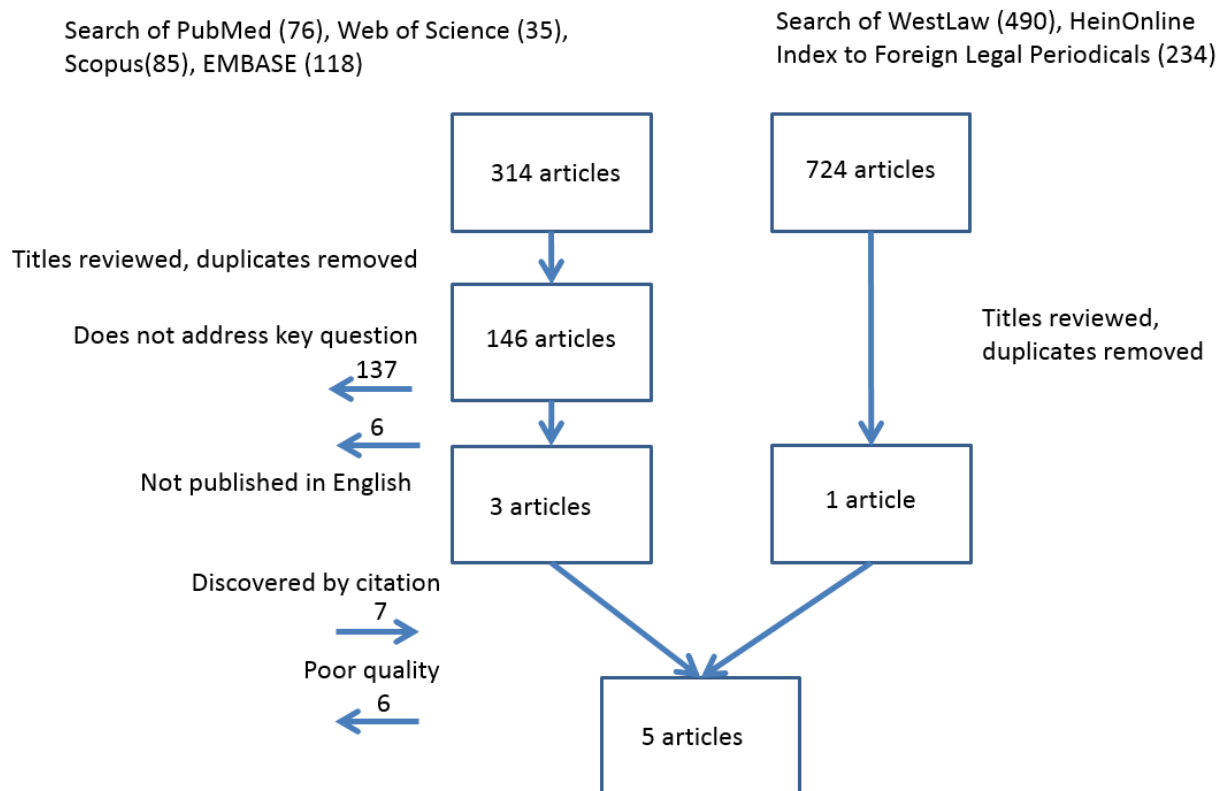 Search of PubMed (76), Web of Science (35),
Scopus(85), EMBASE (118)
Search of WestLaw (490), HeinOnline
Index to Foreign Legal Periodicals (234)
314 articles
724 articles
Titles reviewed, duplicates removed
Does not address key question
137
146 articles
Titles reviewed,
duplicates removed
6
Not published in English
3 articles
1 article
Discovered by citation
7
Poor quality
6
5 articles